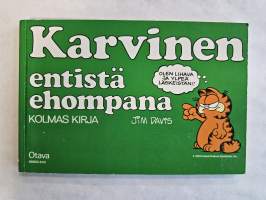 Karvinen
entistä
ehompana
KOLMAS KIRJA
JIM DAVIS
OLEN LIHAVA
JA YLPEÄ
LÄSKEISTÄNI!
Otava